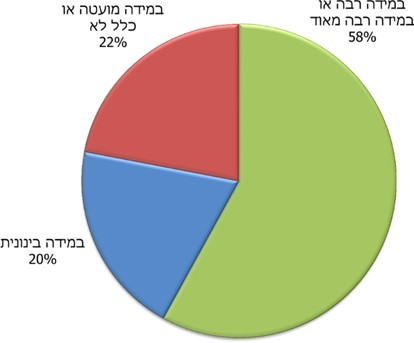 במידה רבה או
במידה רבה מאוד
58%
במידה מועטה או
כלל לא
22%
במידה בינונית
20%